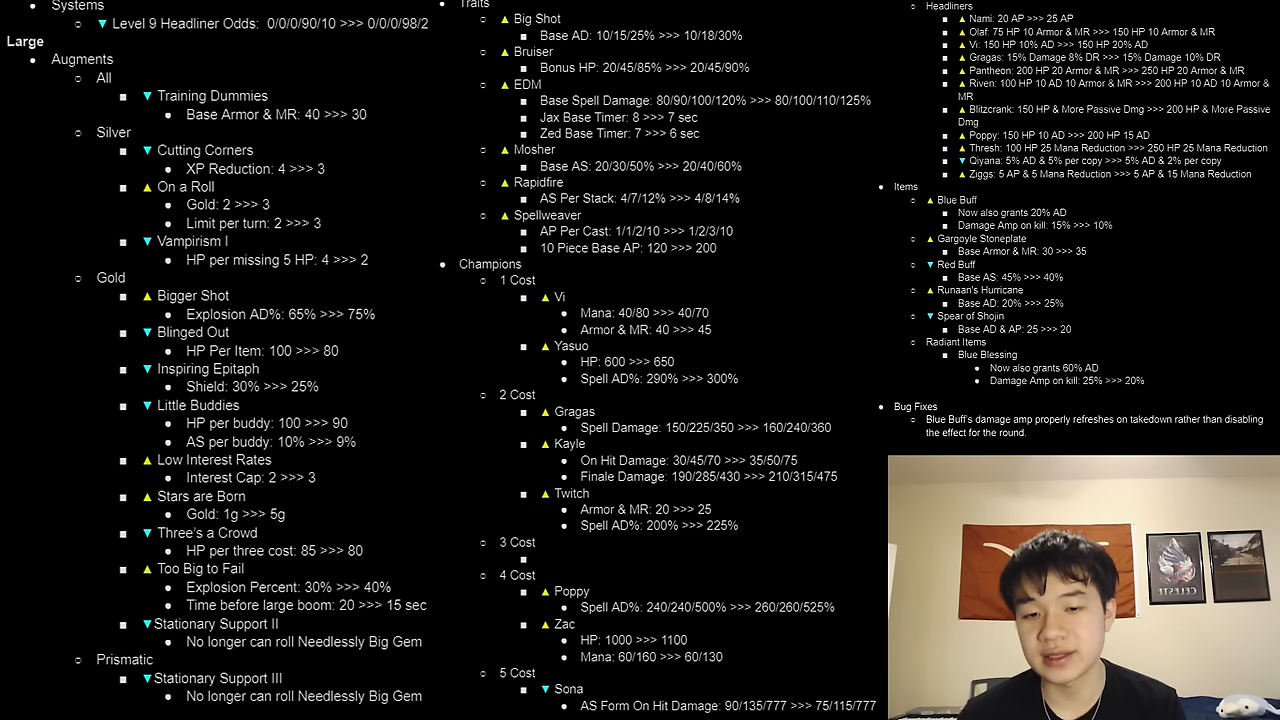 Systems
▼ Level 9 Headliner Odds: 0/0/0/90/10 >>> 0/0/0/98/2
Large
Augments
All
▼ Training Dummies
Base Armor & MR: 40 >>> 30
Silver
▼ Cutting Corners
XP Reduction: 4 >>> 3
▲ On a Roll
Gold: 2 >>> 3
Limit per turn: 2 >>> 3
▼ Vampirism I
HP per missing 5 HP: 4 >>> 2
Gold
▲ Bigger Shot
Explosion AD%: 65% >>> 75%
▼ Blinged Out
HP Per Item: 100 >>> 80
▼ Inspiring Epitaph
Shield: 30% >>> 25%
▼ Little Buddies
HP per buddy: 100 >>> 90
AS per buddy: 10% >>> 9%
▲ Low Interest Rates
Interest Cap: 2 >>> 3
▲ Stars are Born
Gold: 1g >>> 5g
▼ Three's a Crowd
HP per three cost: 85 >>> 80
▲ Too Big to Fail
Explosion Percent: 30% >>> 40%
Time before large boom: 20 >>> 15 sec
▼Stationary Support II
No longer can roll Needlessly Big Gem
Prismatic
▼Stationary Support III
No longer can roll Needlessly Big Gem
Traits
▲ Big Shot
Base AD: 10/15/25% >>> 10/18/30%
▲ Bruiser
Bonus HP: 20/45/85% >>> 20/45/90%
▲ EDM
Base Spell Damage: 80/90/100/120% >>> 80/100/110/125%
Jax Base Timer: 8 >>> 7 sec
Zed Base Timer: 7 >>> 6 sec
▲ Mosher
Base AS: 20/30/50% >>> 20/40/60%
▲ Rapidfire
AS Per Stack: 4/7/12% >>> 4/8/14%
▲ Spellweaver
AP Per Cast: 1/1/2/10 >>> 1/2/3/10
10 Piece Base AP: 120 >>> 200
Champions
1 Cost
▲ Vi
Mana: 40/80 >>> 40/70
Armor & MR: 40 >>> 45
▲ Yasuo
HP: 600 >>> 650
Spell AD%: 290% >>> 300%
2 Cost
▲ Gragas
Spell Damage: 150/225/350 >>> 160/240/360
▲ Kayle
On Hit Damage: 30/45/70 >>> 35/50/75
Finale Damage: 190/285/430 >>> 210/315/475
▲ Twitch
Armor & MR: 20 >>> 25
Spell AD%: 200% >>> 225%
3 Cost
4 Cost
▲ Poppy
Spell AD%: 240/240/500% >>> 260/260/525%
▲ Zac
HP: 1000 >>> 1100
Mana: 60/160 >>> 60/130
5 Cost
▼ Sona
AS Form On Hit Damage: 90/135/777 >>> 75/115/777
Headliners
▲ Nami: 20 AP >>> 25 AP
▲ Olaf: 75 HP 10 Armor & MR >>> 150 HP 10 Armor & MR
▲ Vi: 150 HP 10% AD >>> 150 HP 20% AD
▲ Gragas: 15% Damage 8% DR >>> 15% Damage 10% DR
▲ Pantheon: 200 HP 20 Armor & MR >>> 250 HP 20 Armor & MR
▲ Riven: 100 HP 10 AD 10 Armor & MR >>> 200 HP 10 AD 10 Armor &
MR
▲ Blitzcrank: 150 HP & More Passive Dmg >>> 200 HP & More Passive
Dmg
▲ Poppy: 150 HP 10 AD >>> 200 HP 15 AD
▲ Thresh: 100 HP 25 Mana Reduction >>> 250 HP 25 Mana Reduction
▼ Qiyana: 5% AD & 5% per copy >>> 5% AD & 2% per copy
▲ Ziggs: 5 AP & 5 Mana Reduction >>> 5 AP & 15 Mana Reduction
Items
▲ Blue Buff
Now also grants 20% AD
Damage Amp on kill: 15% >>> 10%
▲ Gargoyle Stoneplate
Base Armor & MR: 30 >>> 35
▼ Red Buff
Base AS: 45% >>> 40%
▲ Runaan's Hurricane
Base AD: 20% >>> 25%
▼ Spear of Shojin
Base AD & AP: 25 >>> 20
Radiant Items
Blue Blessing
Now also grants 60% AD
Damage Amp on kill: 25% >>> 20%
Bug Fixes
Blue Buff's damage amp properly refreshes on takedown rather than disabling
the effect for the round.
CELESTE